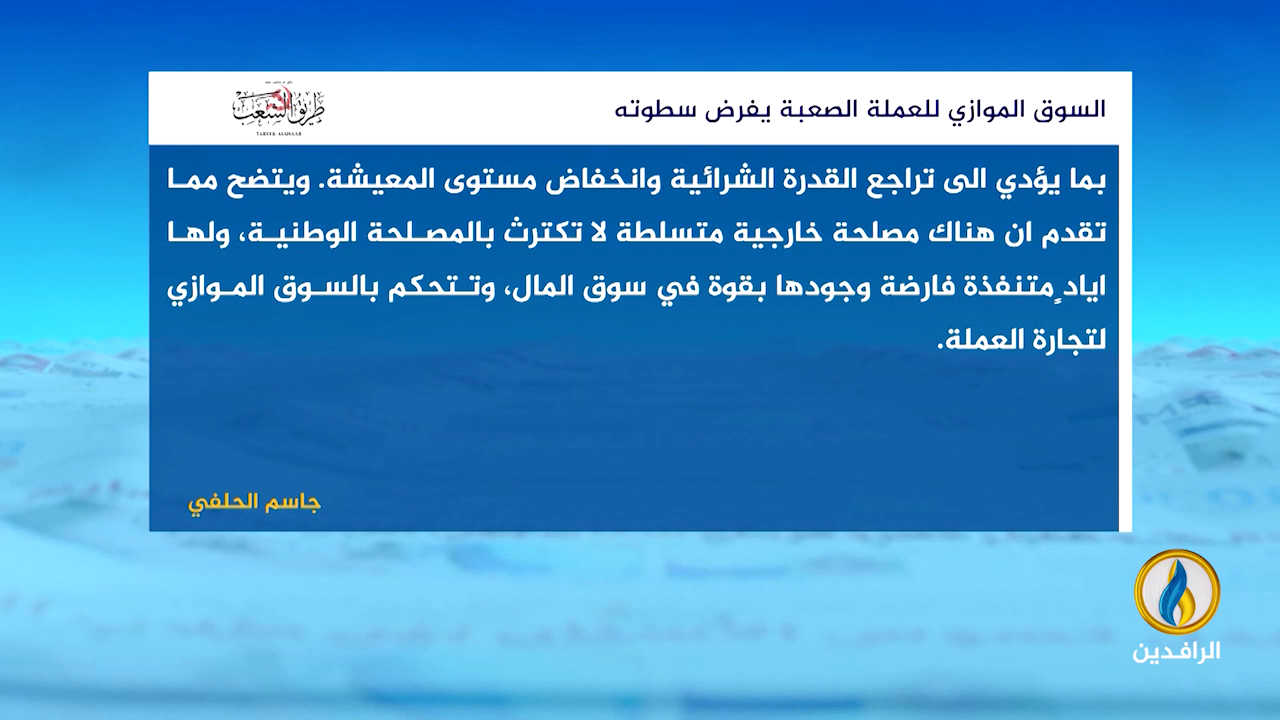 السوق الموازي للعملة الصعبة يفرض سطوته
طريق الشعب
TAREEK ALSHAAB
بما يؤدي الى تراجع القدرة الشرائية وانخفاض مستوى المعيشة. ويتضح مما
تقدم ان هناك مصلحة خارجية متسلطة لا تكترث بالمصلحة الوطنية، ولها
ايادٍ متنفذة فارضة وجودها بقوة في سوق المال، وتتحكم بالسوق الموازي
لتجارة العملة.
جاسم الحلفي
الرافدين